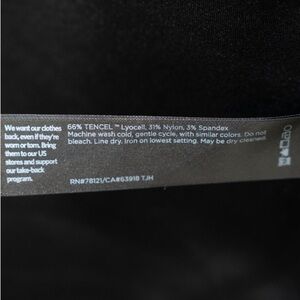 We want our clothes
back, even if they're
worn or torn. Bring
them to our US
stores and support
our take-back
program.
66% TENCEL™ Lyocell, 31% Nylon, 3% Spandex
Machine wash cold, gentle cycle, with similar colors. Do not
bleach. Line dry. Iron on lowest setting. May be dry cleaned.
RN#78121/CA#63918 TJH